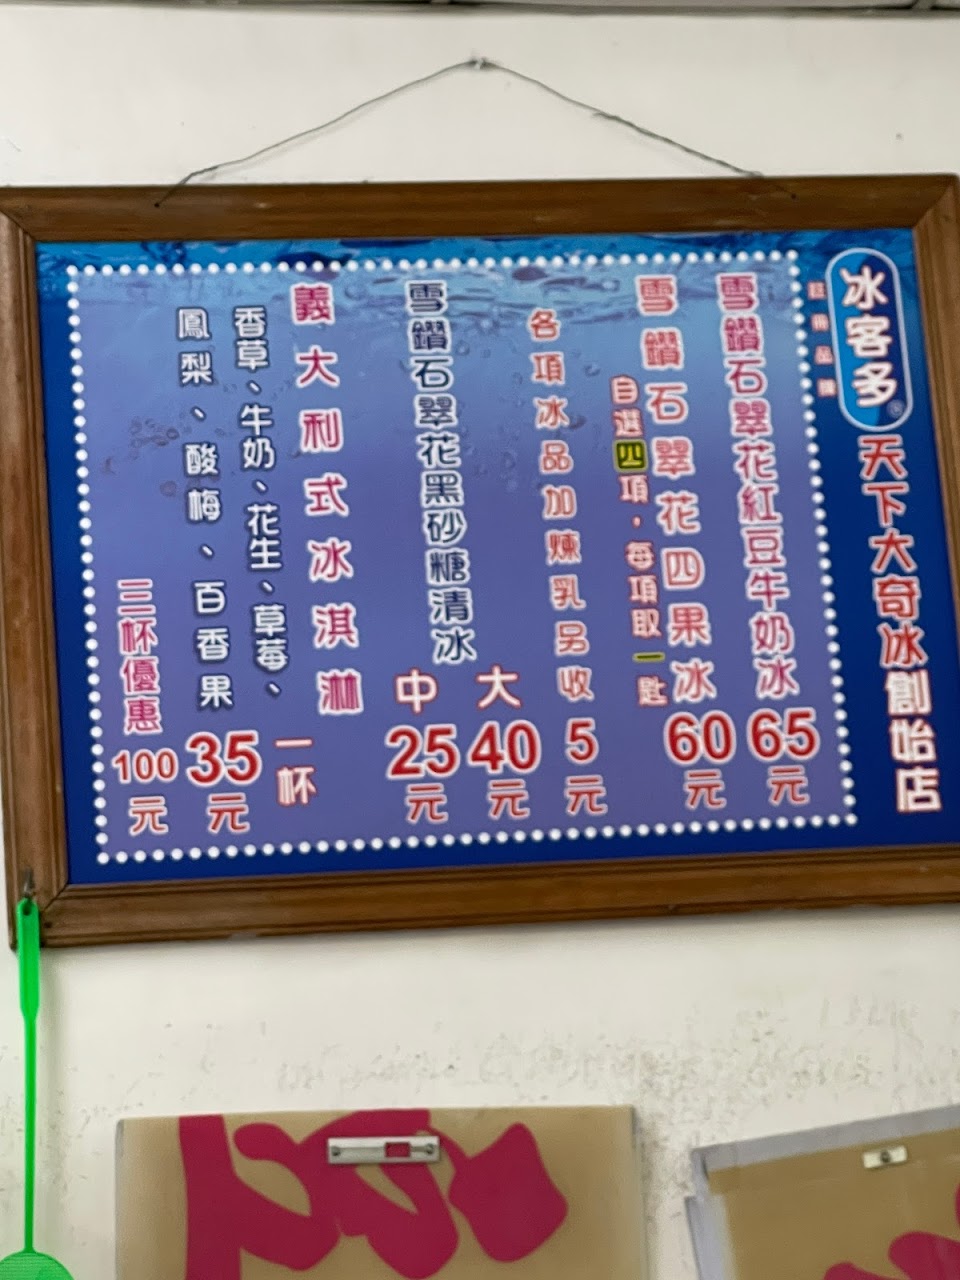 冰客多®
註冊品牌
天下大奇冰創始店
雪鑽石翠花紅豆牛奶冰 65元
雪鑽石翠花四果冰 60元
自選四項，每項取一匙
各項冰品加煉乳另收 5元
雪鑽石翠花黑砂糖清冰 大 40元
中 25元
義大利式冰淇淋 一杯 35元
香草、牛奶、花生、草莓、
鳳梨、酸梅、百香果
三杯優惠 100元